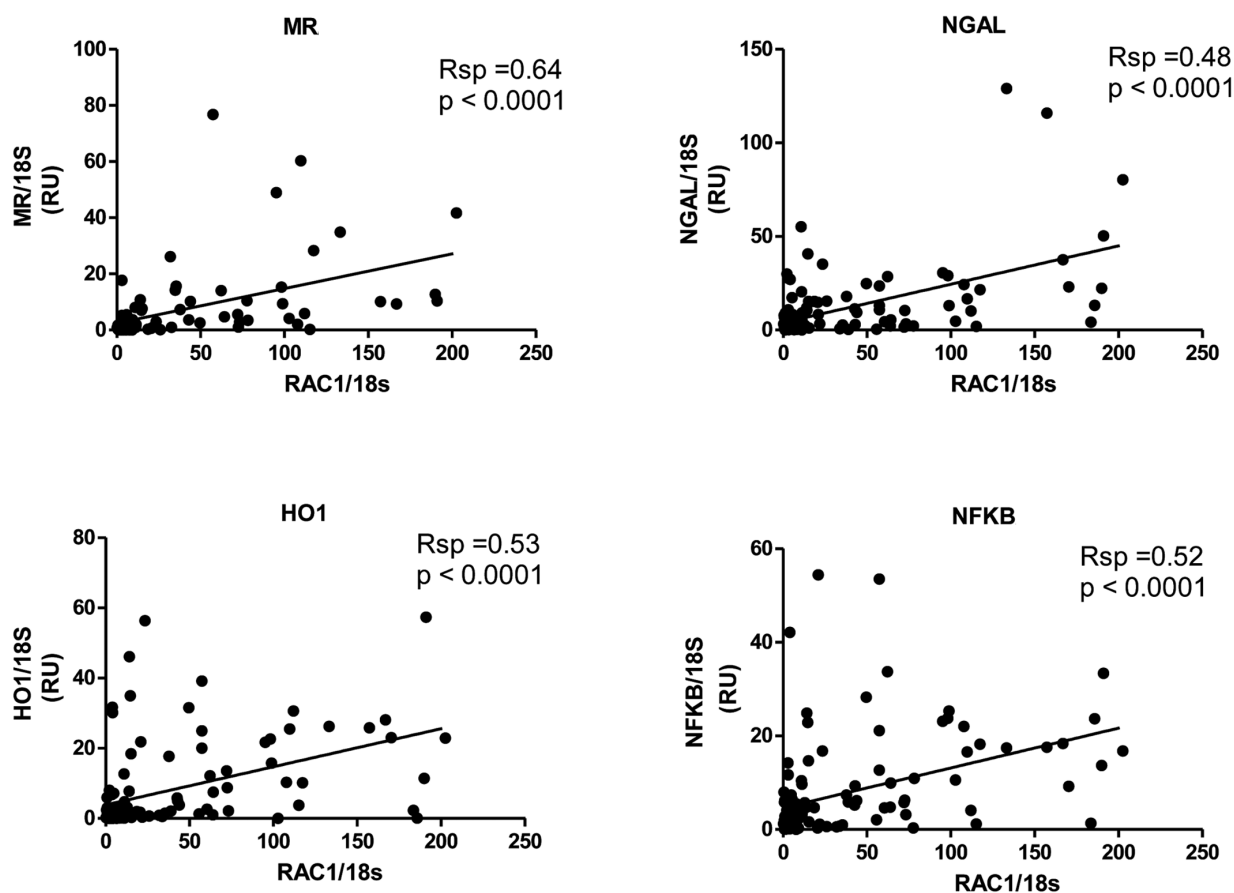 MR
Rsp =0.64
p < 0.0001
100
80
60
40
20
0
MR/18S
(RU)
0 50 100 150 200 250
RAC1/18s
NGAL
Rsp =0.48
p < 0.0001
150
100
50
0
NGAL/18S
(RU)
0 50 100 150 200 250
RAC1/18s
HO1
Rsp =0.53
p < 0.0001
80
60
40
20
0
HO1/18S
(RU)
0 50 100 150 200 250
RAC1/18s
NFKB
Rsp =0.52
p < 0.0001
60
40
20
0
NFKB/18S
(RU)
0 50 100 150 200 250
RAC1/18s